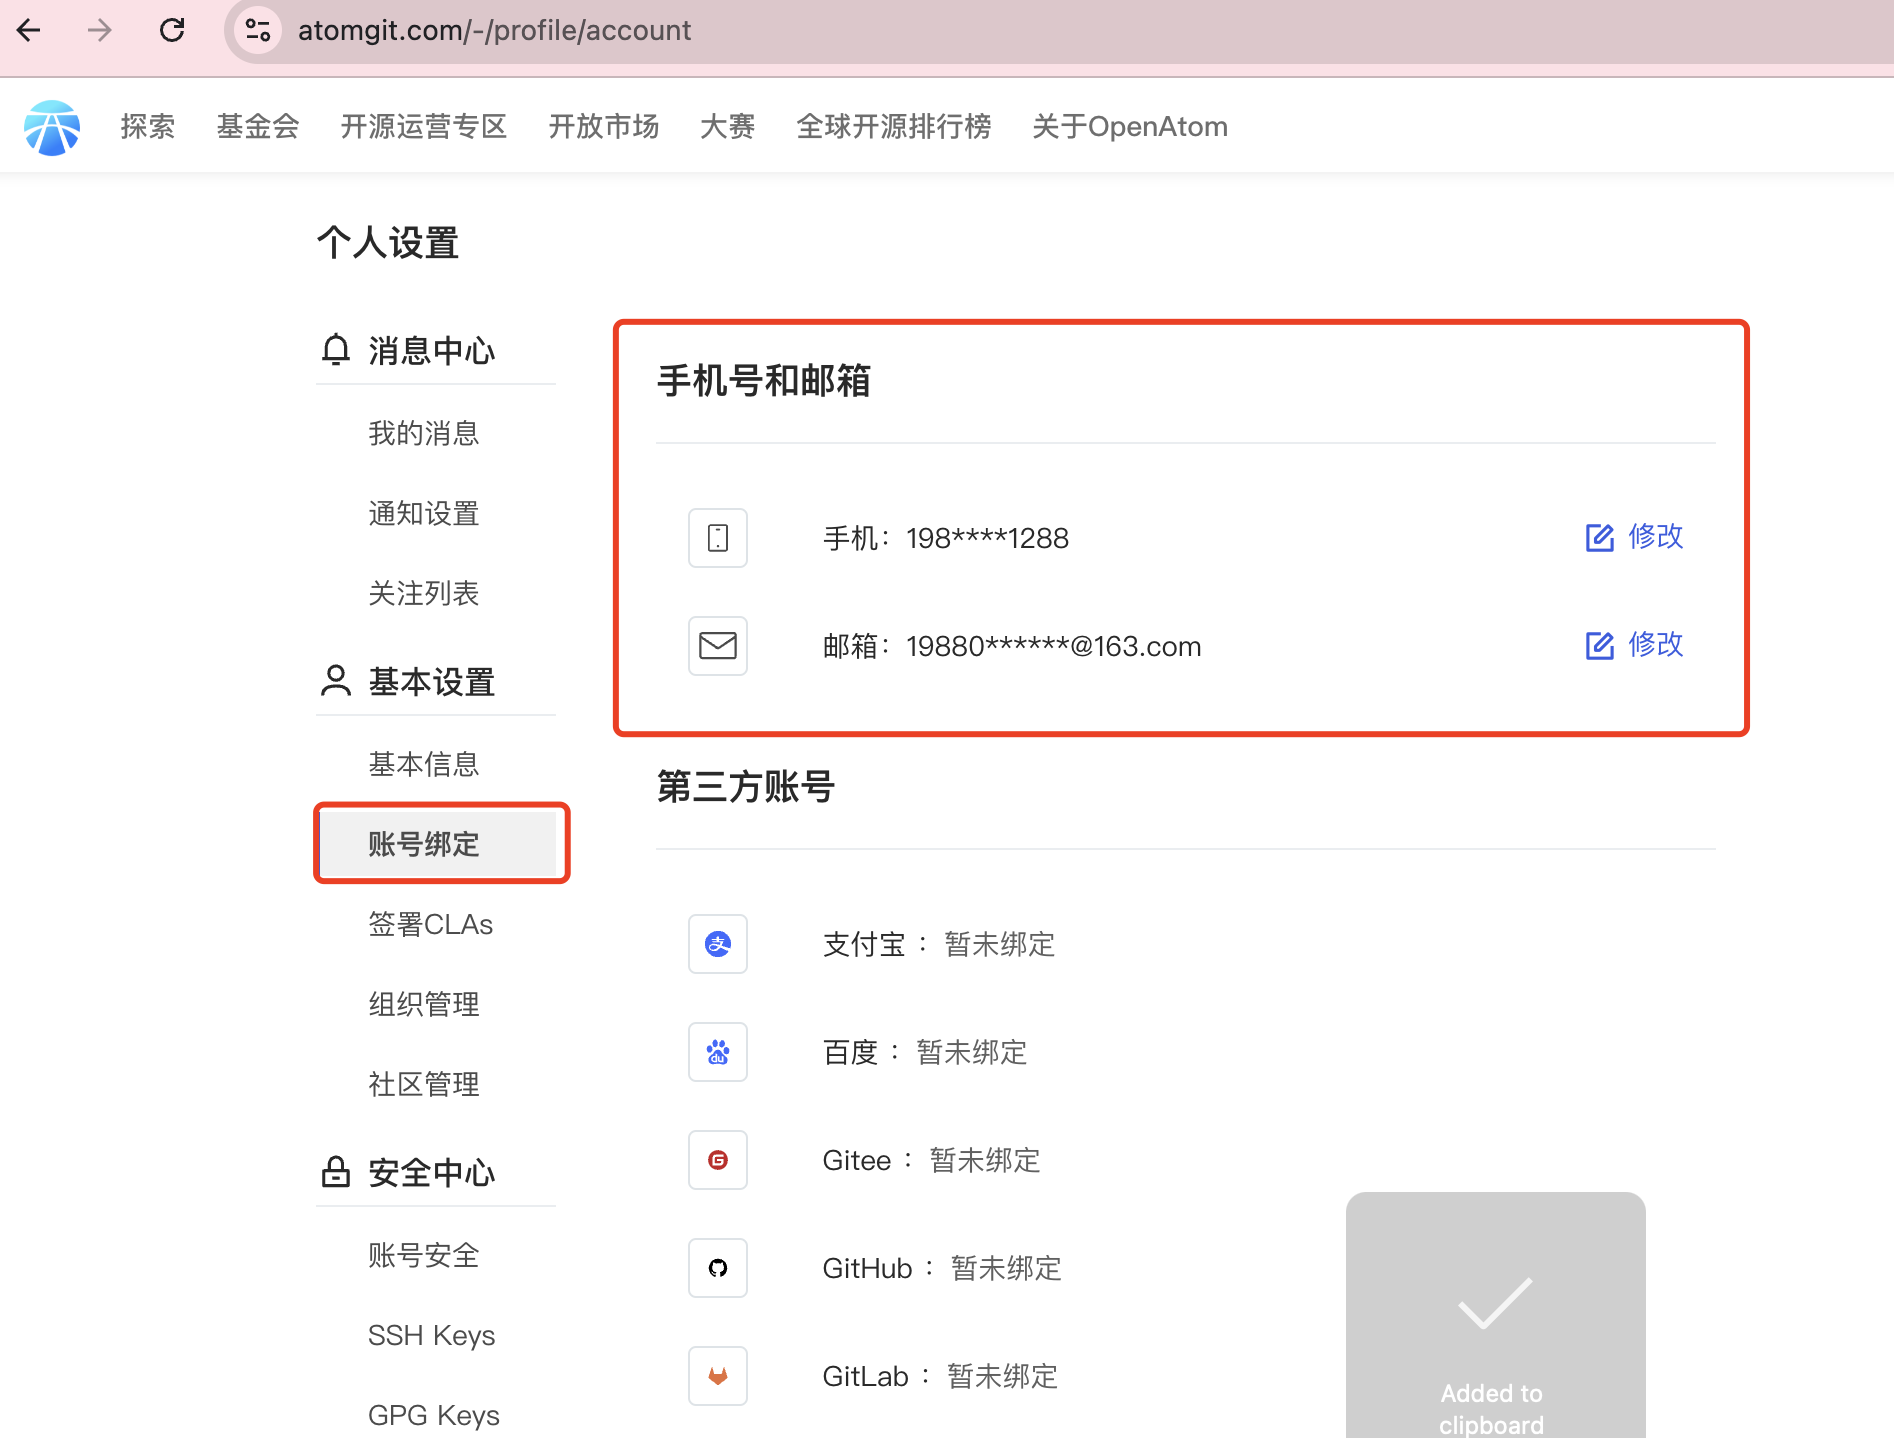 atomgit.com/-/profile/account
探索 基金会 开源运营专区 开放市场 大赛 全球开源排行榜 关于OpenAtom
个人设置
消息中心
我的消息
通知设置
关注列表
基本设置
基本信息
账号绑定
签署CLAs
组织管理
社区管理
安全中心
账号安全
SSH Keys
GPG Keys
手机号和邮箱
手机：198****1288 修改
邮箱：19880******@163.com 修改
第三方账号
支付宝 ： 暂未绑定
百度 ： 暂未绑定
Gitee ： 暂未绑定
GitHub ： 暂未绑定
GitLab ： 暂未绑定
Added to
clipboard